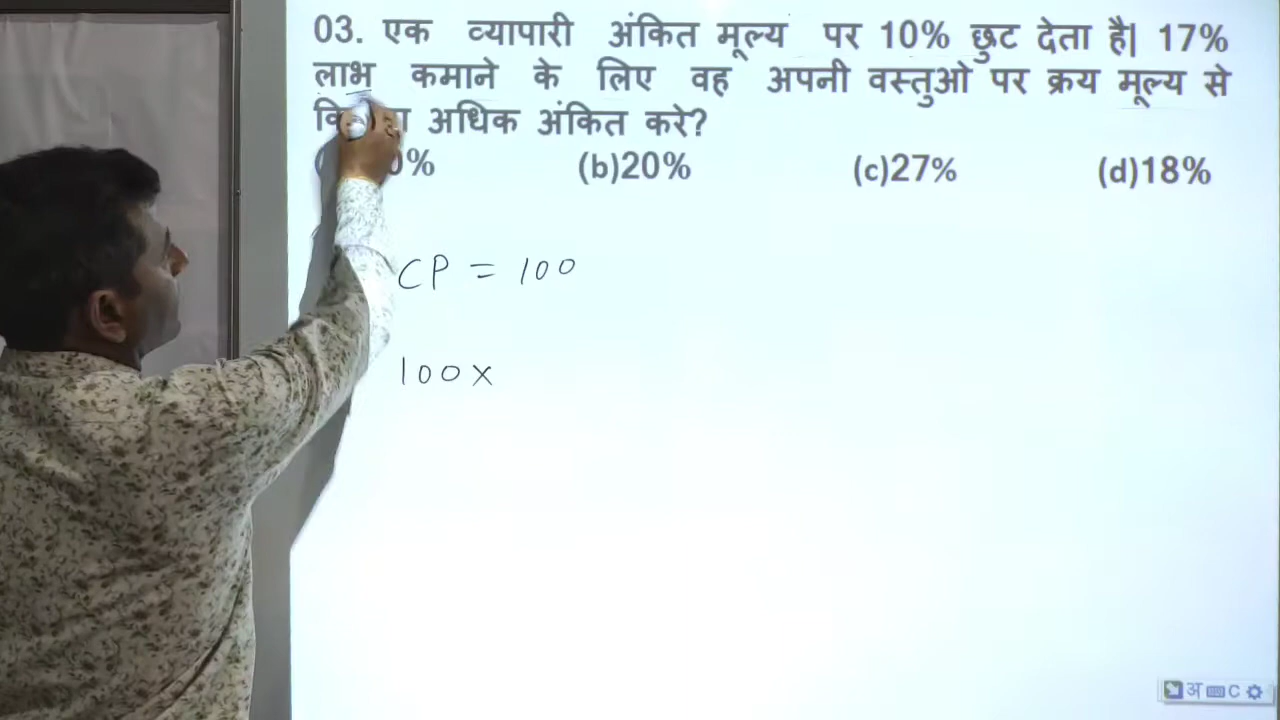 03. एक व्यापारी अंकित मूल्य पर 10% छुट देता है| 17%
लाभ कमाने के लिए वह अपनी वस्तुओ पर क्रय मूल्य से
अधिक अंकित करे?
(b)20% (c)27% (d)18%
CP = 100
100x
अ C